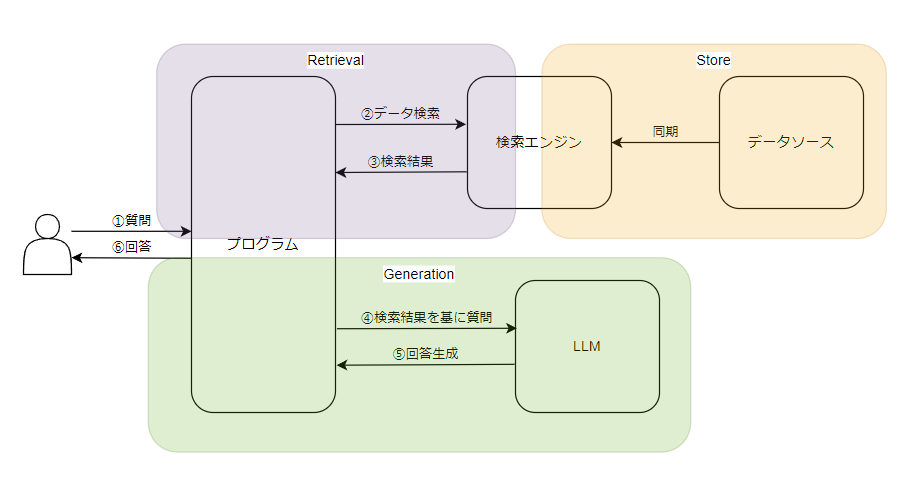 Retrieval
Store
②データ検索
検索エンジン
同期
データソース
③検索結果
①質問
⑥回答
プログラム
Generation
④検索結果を基に質問
LLM
⑤回答生成